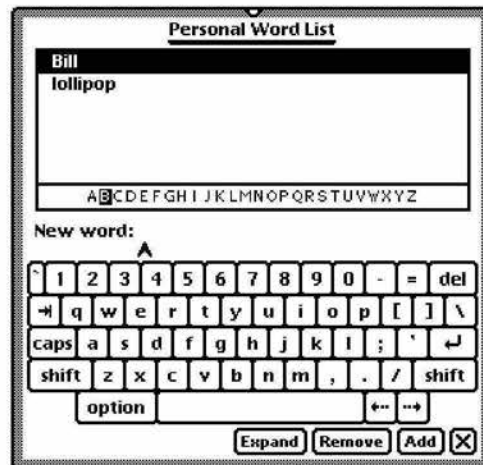 Personal Word List
Bill
lollipop
ABCDEFGHIJKLMNOPQRSTUVWXYZ
New word:
` 1 2 3 4 5 6 7 8 9 0 - = del
q w e r t y u i o p [ ] \
caps a s d f g h j k l ; '
shift z x c v b n m , . / shift
option
Expand Remove Add